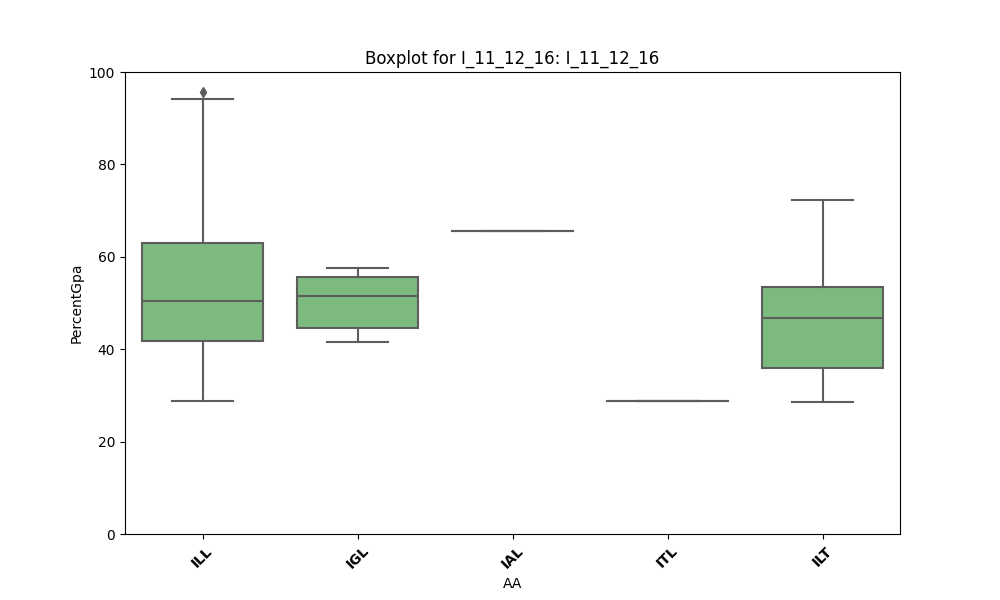 Boxplot for I_11_12_16: I_11_12_16
100
80
60
40
20
0
PercentGpa
ILL
IGL
IAL
ITL
ILT
AA